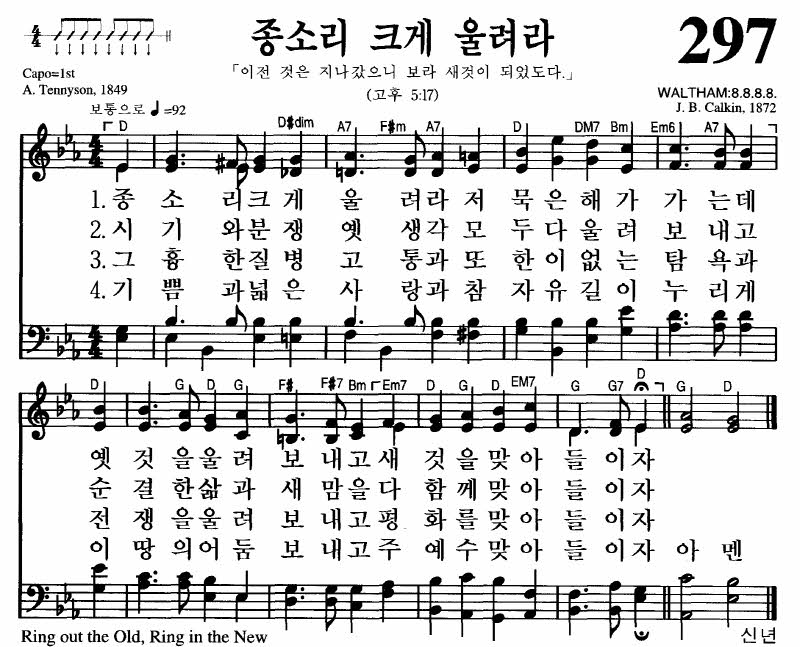 종소리 크게 울려라
297
「이전 것은 지나갔으니 보라 새것이 되었도다.」
(고후 5:17)
4/4
Capo=1st
A. Tennyson, 1849
WALTHAM:8.8.8.8.
J. B. Calkin, 1872
보통으로 ♩=92
D D#dim A7 F#m A7 D DM7 Bm Em6 A7
1. 종 소 리크 게 울 려라 저 묵 은 해 가 가 는데
2. 시 기 와분 쟁 옛 생각 모 두 다 울 려 보 내고
3. 그 흉 한질 병 고 통과 또 한 이 없 는 탐 욕과
4. 기 쁨 과넓 은 사 랑과 참 자 유 길 이 누 리게
D G D G F# F#7 Bm Em7 D G D EM7 G G7 D G D
옛 것 을울 려 보 내고 새 것 을 맞 아 들 이자
순 결 한삶 과 새 맘을 다 함 께 맞 아 들 이자
전 쟁 을울 려 보 내고 평 화 를 맞 아 들 이자
이 땅 의어 둠 보 내고 주 예 수 맞 아 들 이자 아 멘
Ring out the Old, Ring in the New
신년